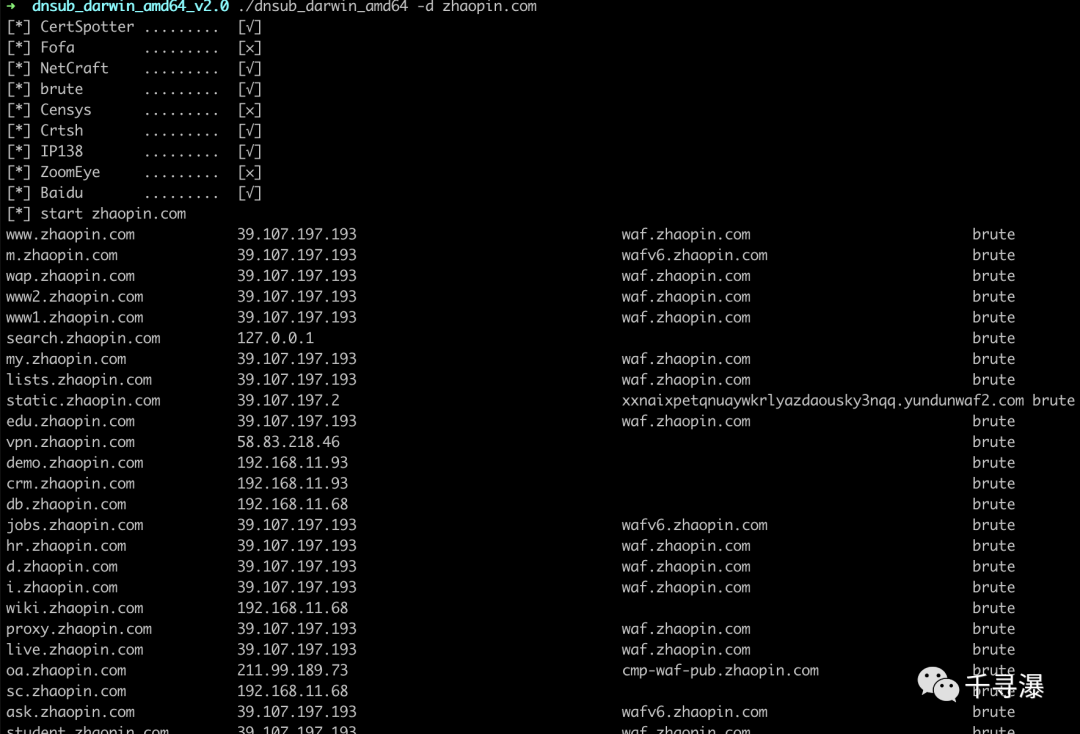 ➜ dnsub_darwin_amd64_v2.0 ./dnsub_darwin_amd64 -d zhaopin.com
[*] CertSpotter ......... [√]
[*] Fofa ......... [×]
[*] NetCraft ......... [√]
[*] brute ......... [√]
[*] Censys ......... [×]
[*] Crtsh ......... [√]
[*] IP138 ......... [√]
[*] ZoomEye ......... [×]
[*] Baidu ......... [√]
[*] start zhaopin.com
www.zhaopin.com 39.107.197.193 waf.zhaopin.com brute
m.zhaopin.com 39.107.197.193 wafv6.zhaopin.com brute
wap.zhaopin.com 39.107.197.193 waf.zhaopin.com brute
www2.zhaopin.com 39.107.197.193 waf.zhaopin.com brute
www1.zhaopin.com 39.107.197.193 waf.zhaopin.com brute
search.zhaopin.com 127.0.0.1 brute
my.zhaopin.com 39.107.197.193 waf.zhaopin.com brute
lists.zhaopin.com 39.107.197.193 waf.zhaopin.com brute
static.zhaopin.com 39.107.197.2 xxnaixpetqnuaywkrlyazdaousky3nqq.yundunwaf2.com brute
edu.zhaopin.com 39.107.197.193 waf.zhaopin.com brute
vpn.zhaopin.com 58.83.218.46 brute
demo.zhaopin.com 192.168.11.93 brute
crm.zhaopin.com 192.168.11.93 brute
db.zhaopin.com 192.168.11.68 brute
jobs.zhaopin.com 39.107.197.193 wafv6.zhaopin.com brute
hr.zhaopin.com 39.107.197.193 waf.zhaopin.com brute
d.zhaopin.com 39.107.197.193 waf.zhaopin.com brute
i.zhaopin.com 39.107.197.193 waf.zhaopin.com brute
wiki.zhaopin.com 192.168.11.68 brute
proxy.zhaopin.com 39.107.197.193 waf.zhaopin.com brute
live.zhaopin.com 39.107.197.193 waf.zhaopin.com brute
oa.zhaopin.com 211.99.189.73 cmp-waf-pub.zhaopin.com brute
sc.zhaopin.com 192.168.11.68 brute
千寻瀑
ask.zhaopin.com 39.107.197.193 wafv6.zhaopin.com brute
student.zhaopin.com 39.107.197.193 waf.zhaopin.com brute